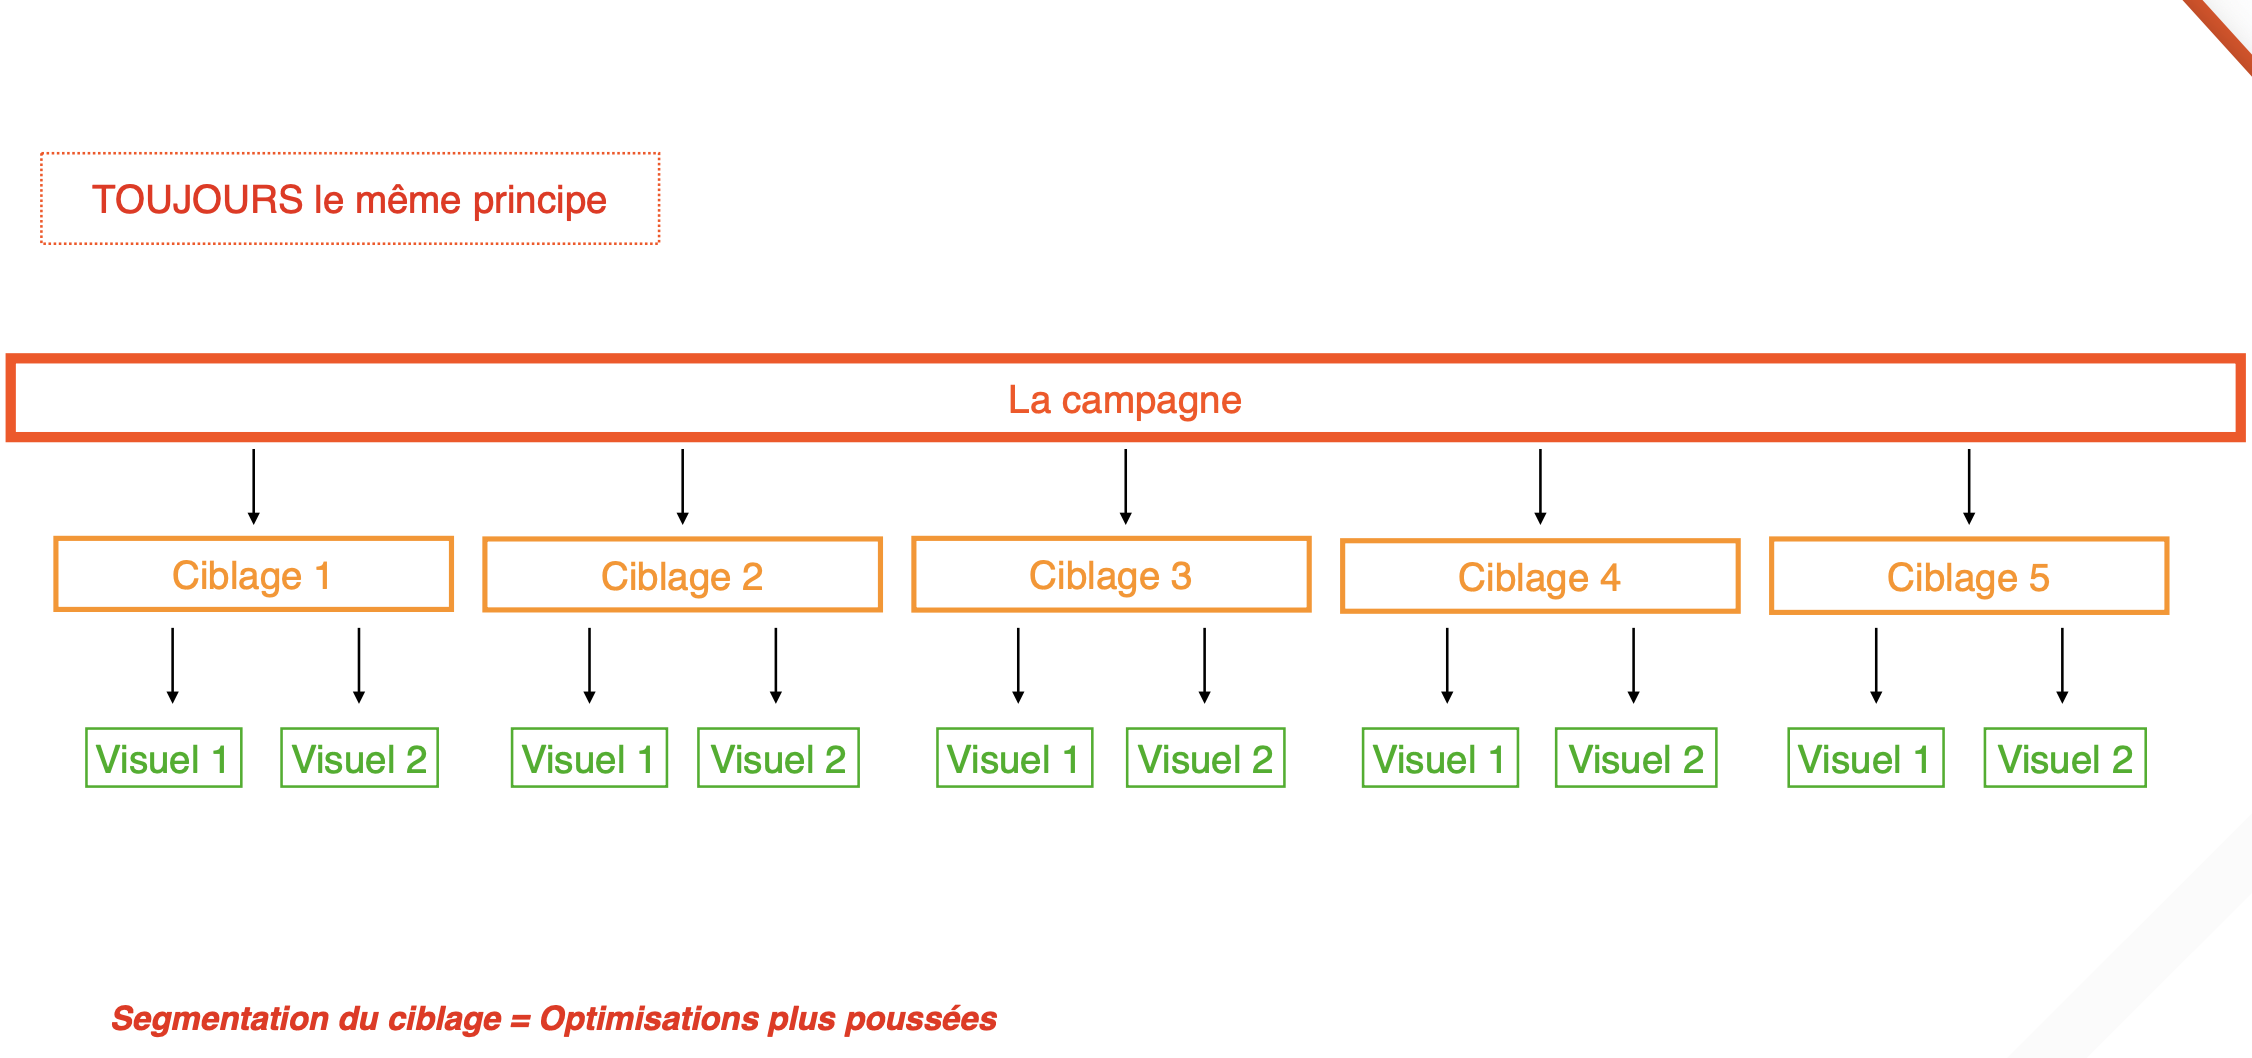 TOUJOURS le même principe
La campagne
Ciblage 1
Ciblage 2
Ciblage 3
Ciblage 4
Ciblage 5
Visuel 1
Visuel 2
Visuel 1
Visuel 2
Visuel 1
Visuel 2
Visuel 1
Visuel 2
Visuel 1
Visuel 2
Segmentation du ciblage = Optimisations plus poussées